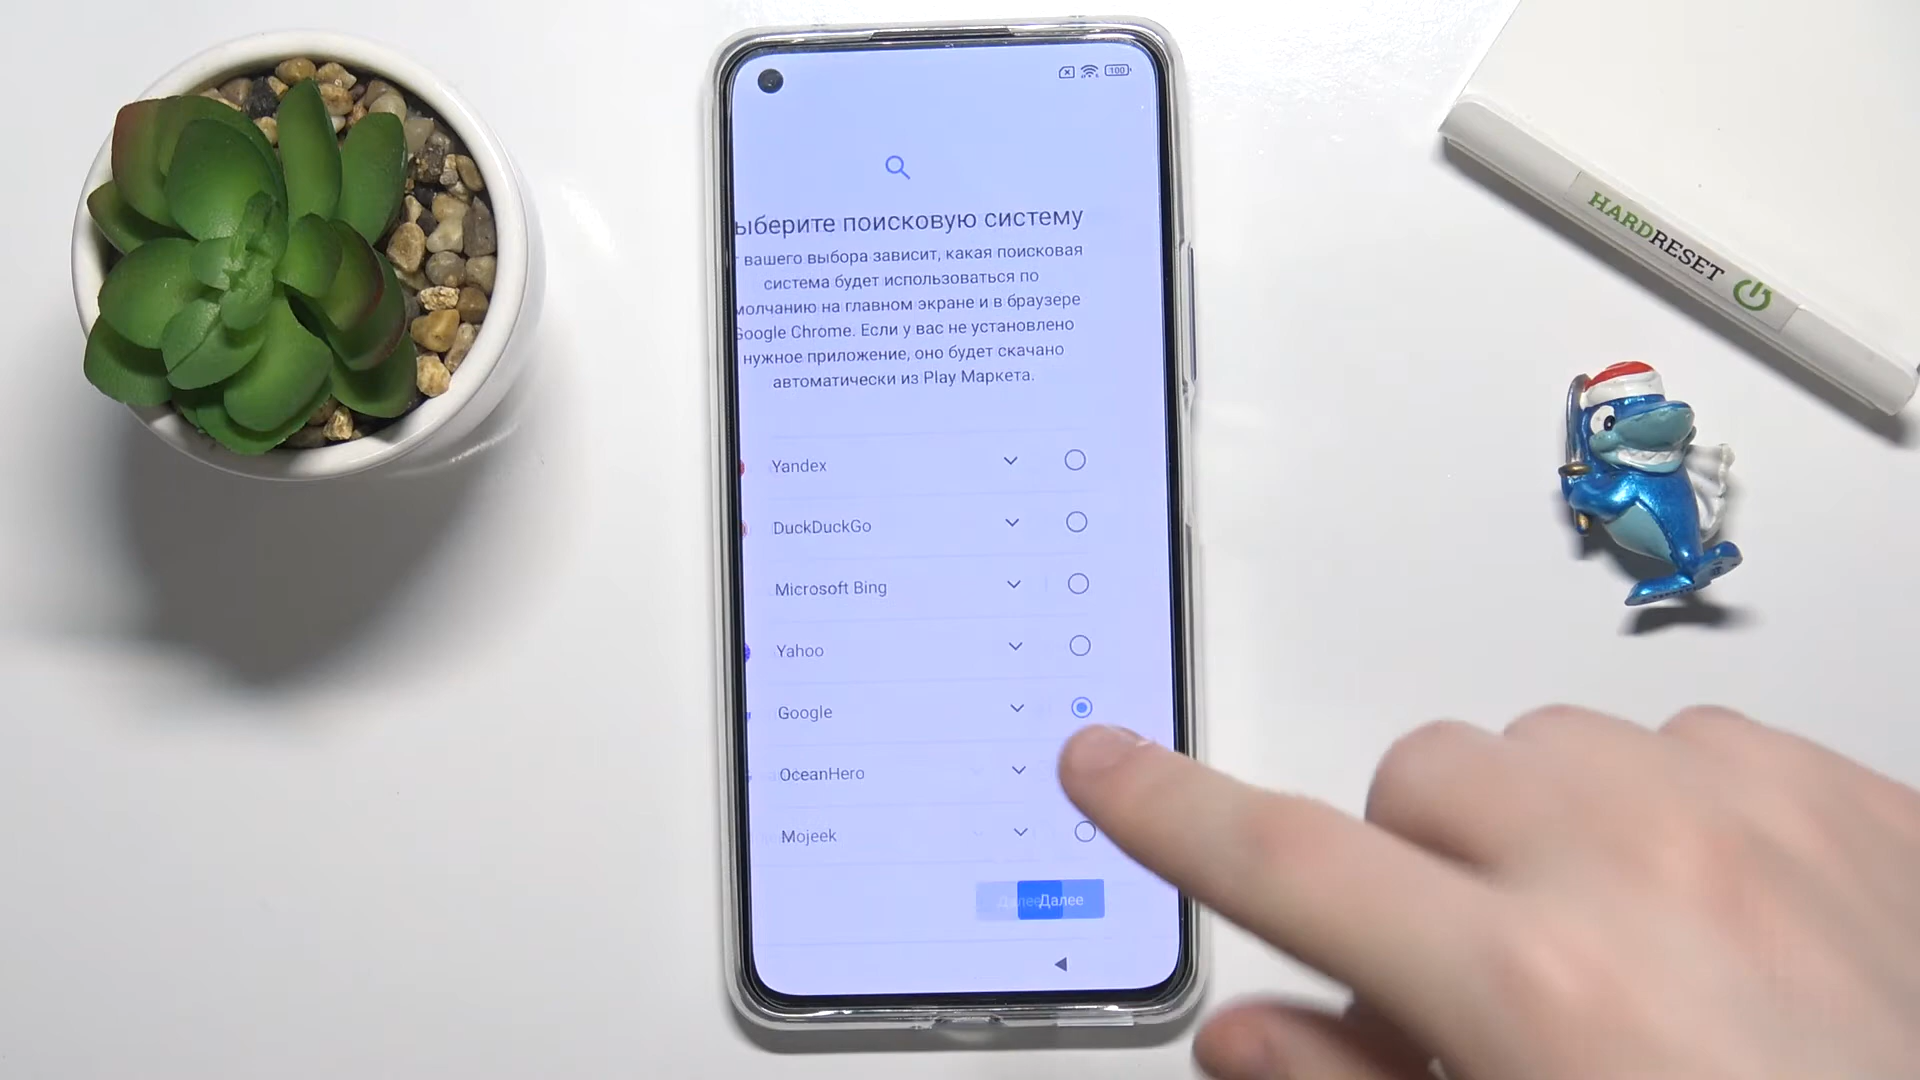 100
ыберите поисковую систему
т вашего выбора зависит, какая поисковая
система будет использоваться по
молчанию на главном экране и в браузере
Google Chrome. Если у вас не установлено
нужное приложение, оно будет скачано
автоматически из Play Маркета.
Yandex
DuckDuckGo
Microsoft Bing
Yahoo
Google
OceanHero
Mojeek
Далее
HARDRESET